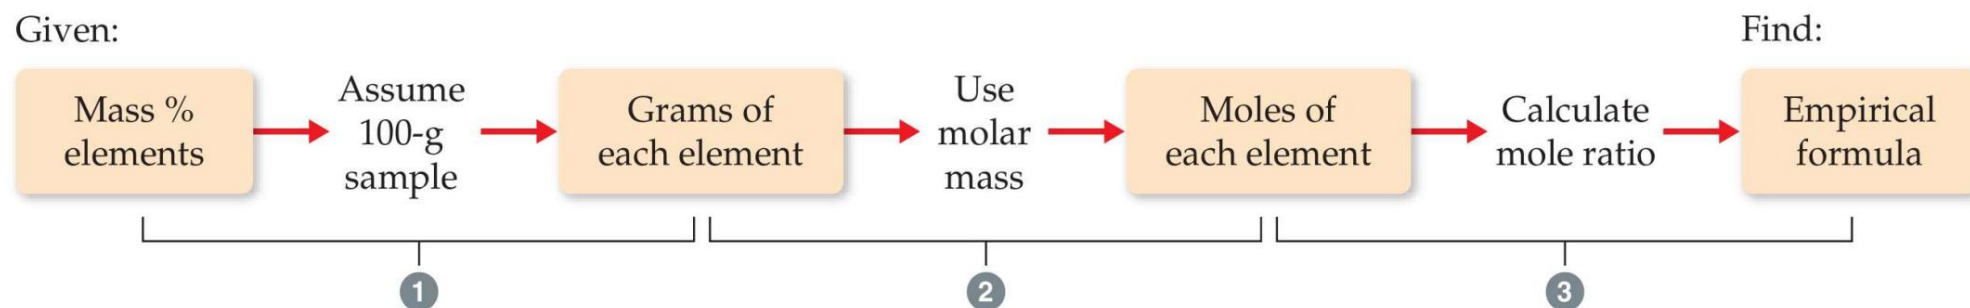 Given:
Find:
Mass %
elements
Assume
100-g
sample
Grams of
each element
Use
molar
mass
Moles of
each element
Calculate
mole ratio
Empirical
formula
1
2
3